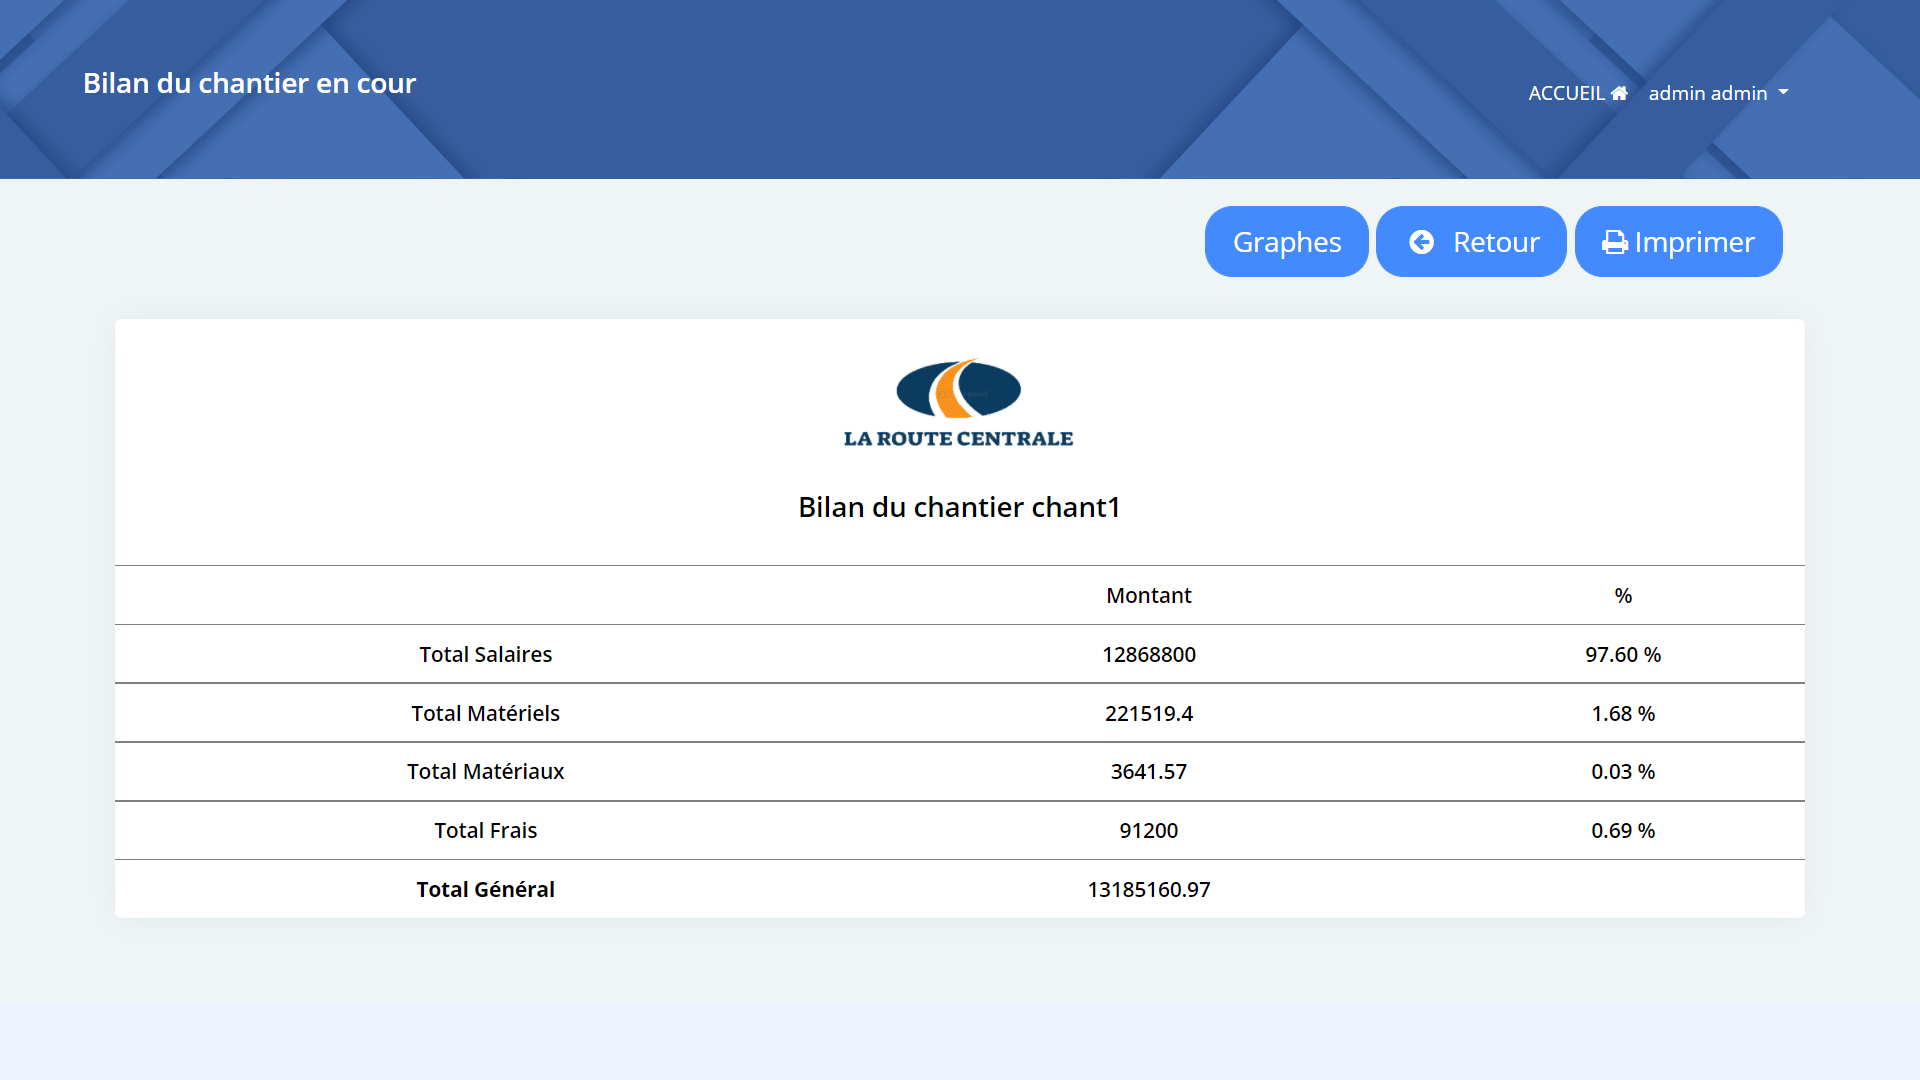 Bilan du chantier en cour
ACCUEIL admin admin
Graphes Retour Imprimer
LA ROUTE CENTRALE
Bilan du chantier chant1
Montant %
Total Salaires 12868800 97.60 %
Total Matériels 221519.4 1.68 %
Total Matériaux 3641.57 0.03 %
Total Frais 91200 0.69 %
Total Général 13185160.97